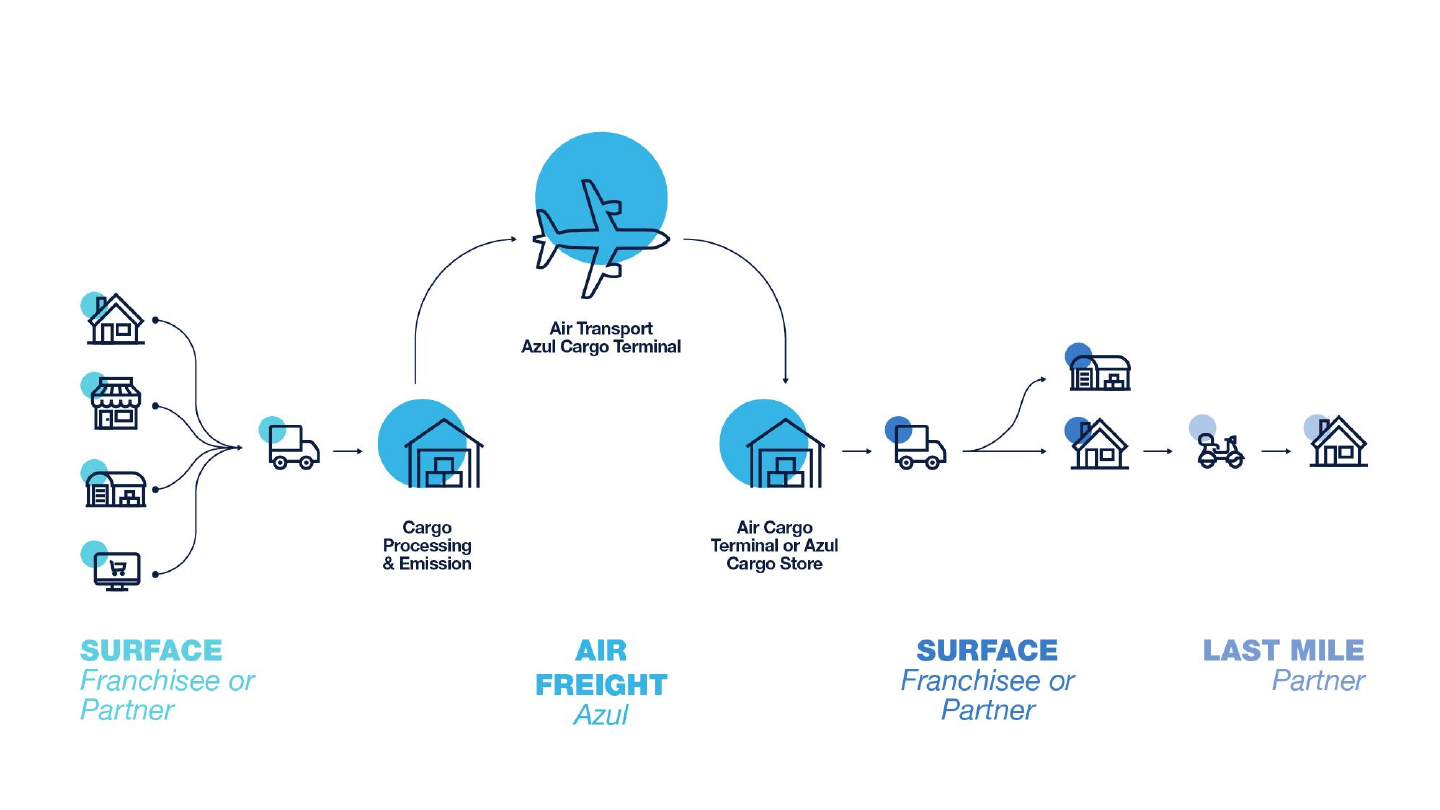 Air Transport
Azul Cargo Terminal
Cargo
Processing
& Emission
Air Cargo
Terminal or Azul
Cargo Store
SURFACE
Franchisee or
Partner
AIR
FREIGHT
Azul
SURFACE
Franchisee or
Partner
LAST MILE
Partner